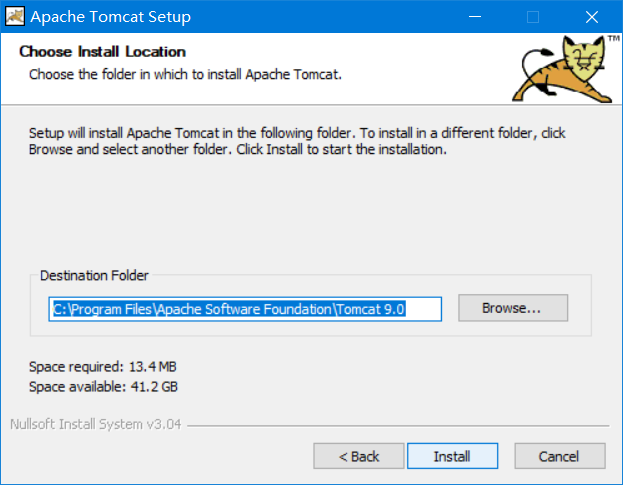 Apache Tomcat Setup
Choose Install Location
Choose the folder in which to install Apache Tomcat.
TM
Setup will install Apache Tomcat in the following folder. To install in a different folder, click
Browse and select another folder. Click Install to start the installation.
Destination Folder
C:\Program Files\Apache Software Foundation\Tomcat 9.0
Browse...
Space required: 13.4 MB
Space available: 41.2 GB
Nullsoft Install System v3.04
< Back
Install
Cancel